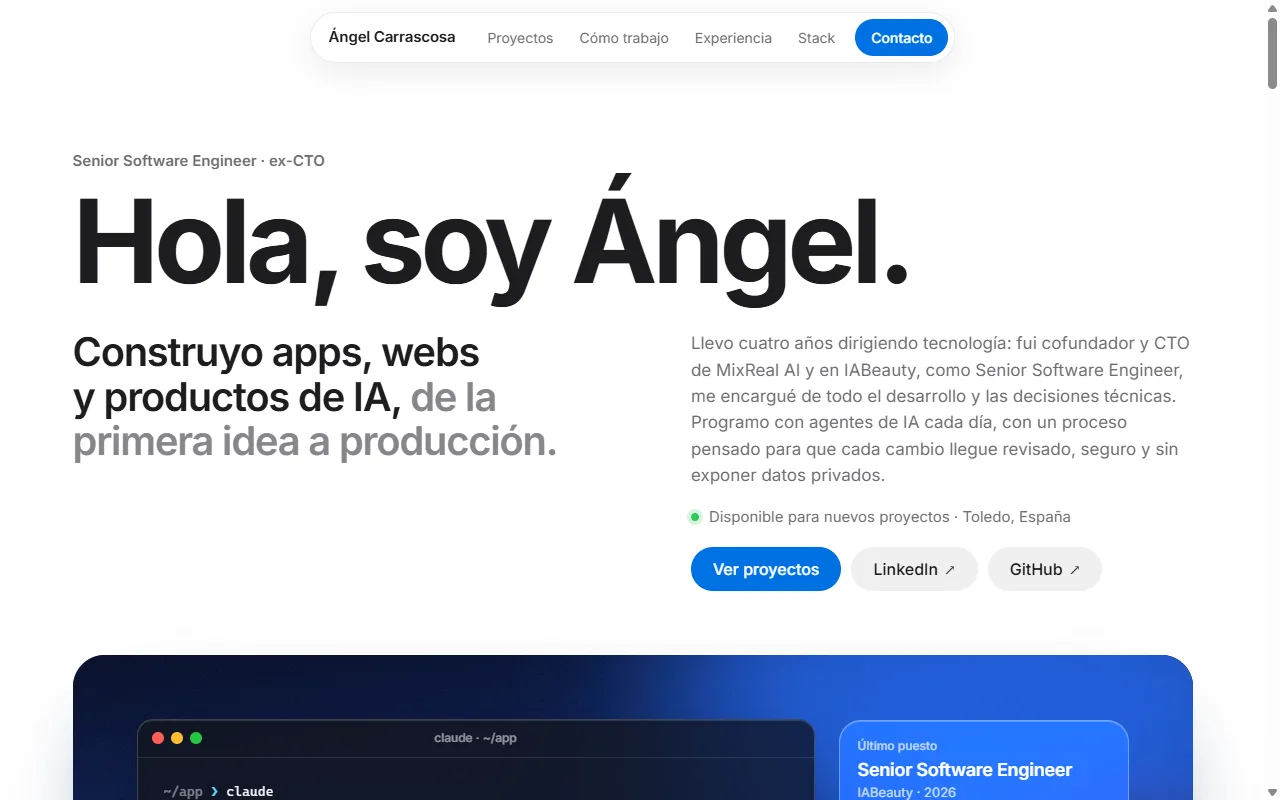 Ángel Carrascosa
Proyectos
Cómo trabajo
Experiencia
Stack
Contacto
Senior Software Engineer · ex-CTO
Hola, soy Ángel.
Construyo apps, webs
y productos de IA, de la
primera idea a producción.
Llevo cuatro años dirigiendo tecnología: fui cofundador y CTO
de MixReal AI y en IABeauty, como Senior Software Engineer,
me encargué de todo el desarrollo y las decisiones técnicas.
Programo con agentes de IA cada día, con un proceso
pensado para que cada cambio llegue revisado, seguro y sin
exponer datos privados.
Disponible para nuevos proyectos · Toledo, España
Ver proyectos
LinkedIn ↗
GitHub ↗
claude · ~/app
~/app ❯ claude
Último puesto
Senior Software Engineer
IABeauty · 2026